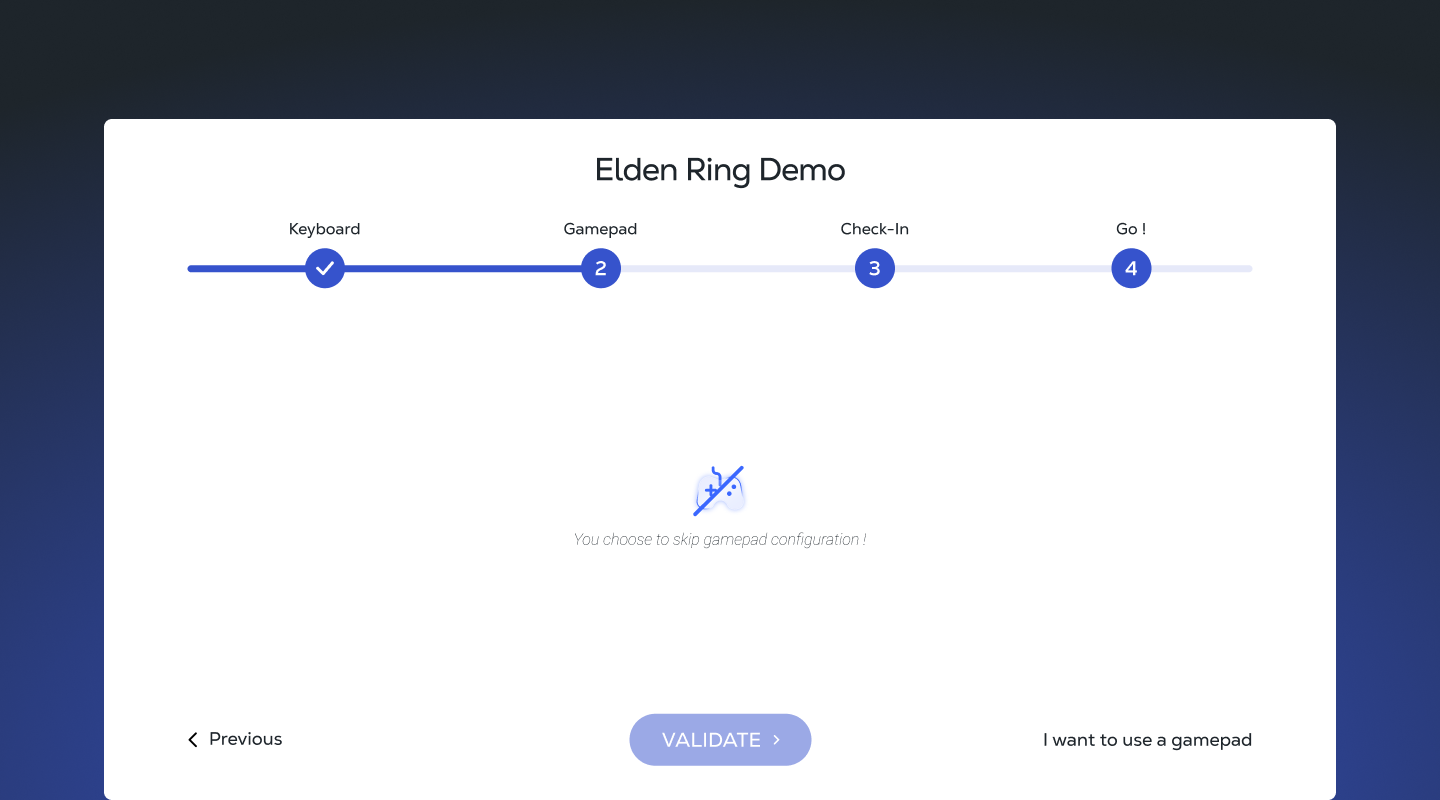 Elden Ring Demo
Keyboard
Gamepad
Check-In
Go !
2
3
4
You choose to skip gamepad configuration !
Previous
VALIDATE
I want to use a gamepad